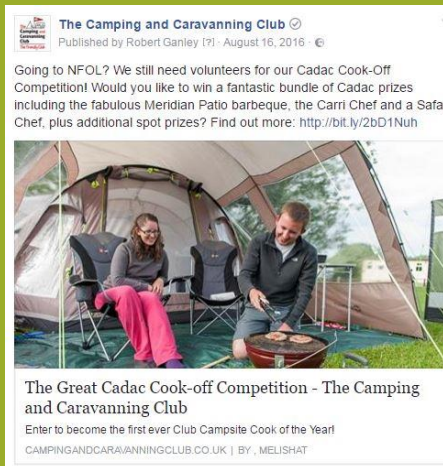 The Camping and Caravanning Club
Published by Robert Ganley [?] · August 16, 2016 ·
Going to NFOL? We still need volunteers for our Cadac Cook-Off
Competition! Would you like to win a fantastic bundle of Cadac prizes
including the fabulous Meridian Patio barbeque, the Carri Chef and a Safa
Chef, plus additional spot prizes? Find out more: http://bit.ly/2bD1Nuh
The Great Cadac Cook-off Competition - The Camping
and Caravanning Club
Enter to become the first ever Club Campsite Cook of the Year!
CAMPINGANDCARAVANNINGCLUB.CO.UK | BY , MELISHAT